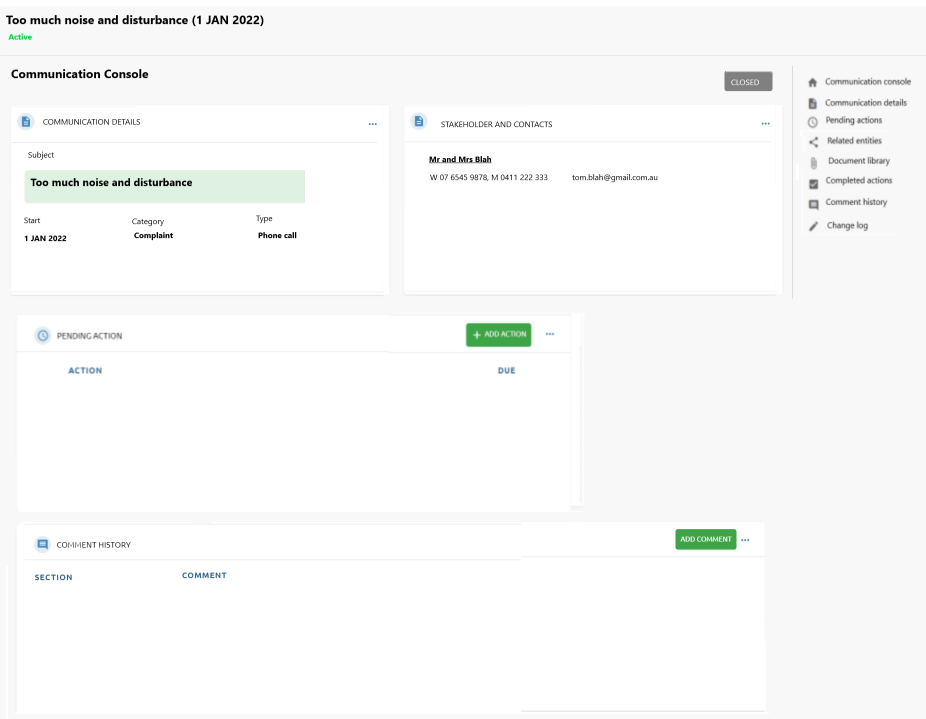 Too much noise and disturbance (1 JAN 2022)
Active
Communication Console
CLOSED
COMMUNICATION DETAILS
Subject
Too much noise and disturbance
Start
Category
Type
1 JAN 2022
Complaint
Phone call
STAKEHOLDER AND CONTACTS
Mr and Mrs Blah
W 07 6545 9878, M 0411 222 333
tom.blah@gmail.com.au
Communication console
Communication details
Pending actions
Related entities
Document library
Completed actions
Comment history
Change log
PENDING ACTION
+ ADD ACTION
ACTION
DUE
COMMENT HISTORY
ADD COMMENT
SECTION
COMMENT